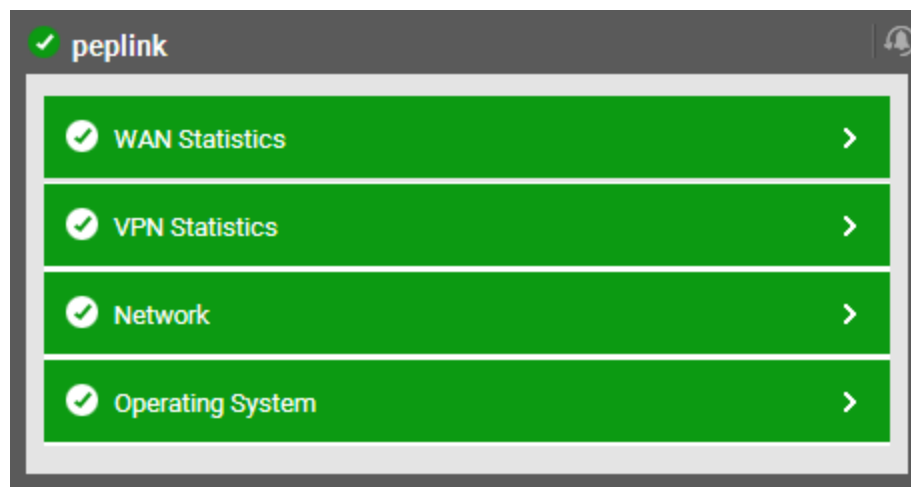 peplink
WAN Statistics
VPN Statistics
Network
Operating System